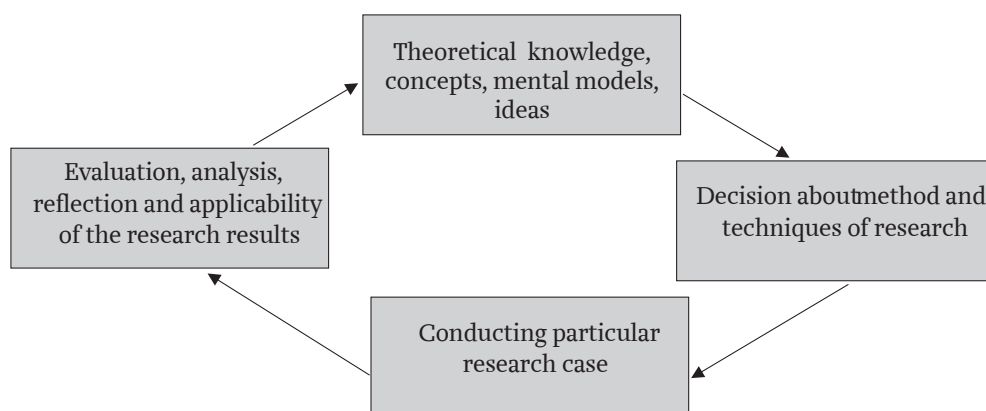 Theoretical knowledge,
concepts, mental models,
ideas
Evaluation, analysis,
reflection and applicability
of the research results
Decision aboutmethod and
techniques of research
Conducting particular
research case